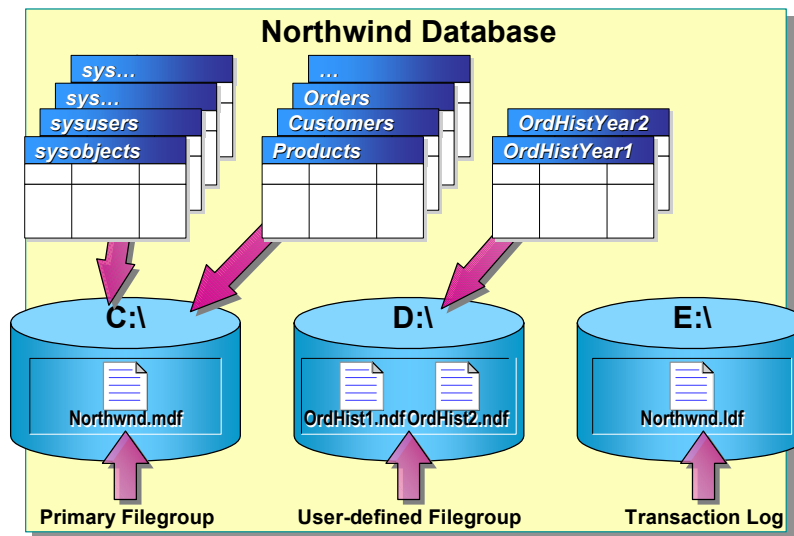 Northwind Database
sys...
sys...
sysusers
sysobjects
...
Orders
Customers
Products
OrdHistYear2
OrdHistYear1
C:\
D:\
E:\
Northwnd.mdf
OrdHist1.ndf
OrdHist2.ndf
Northwnd.ldf
Primary Filegroup
User-defined Filegroup
Transaction Log